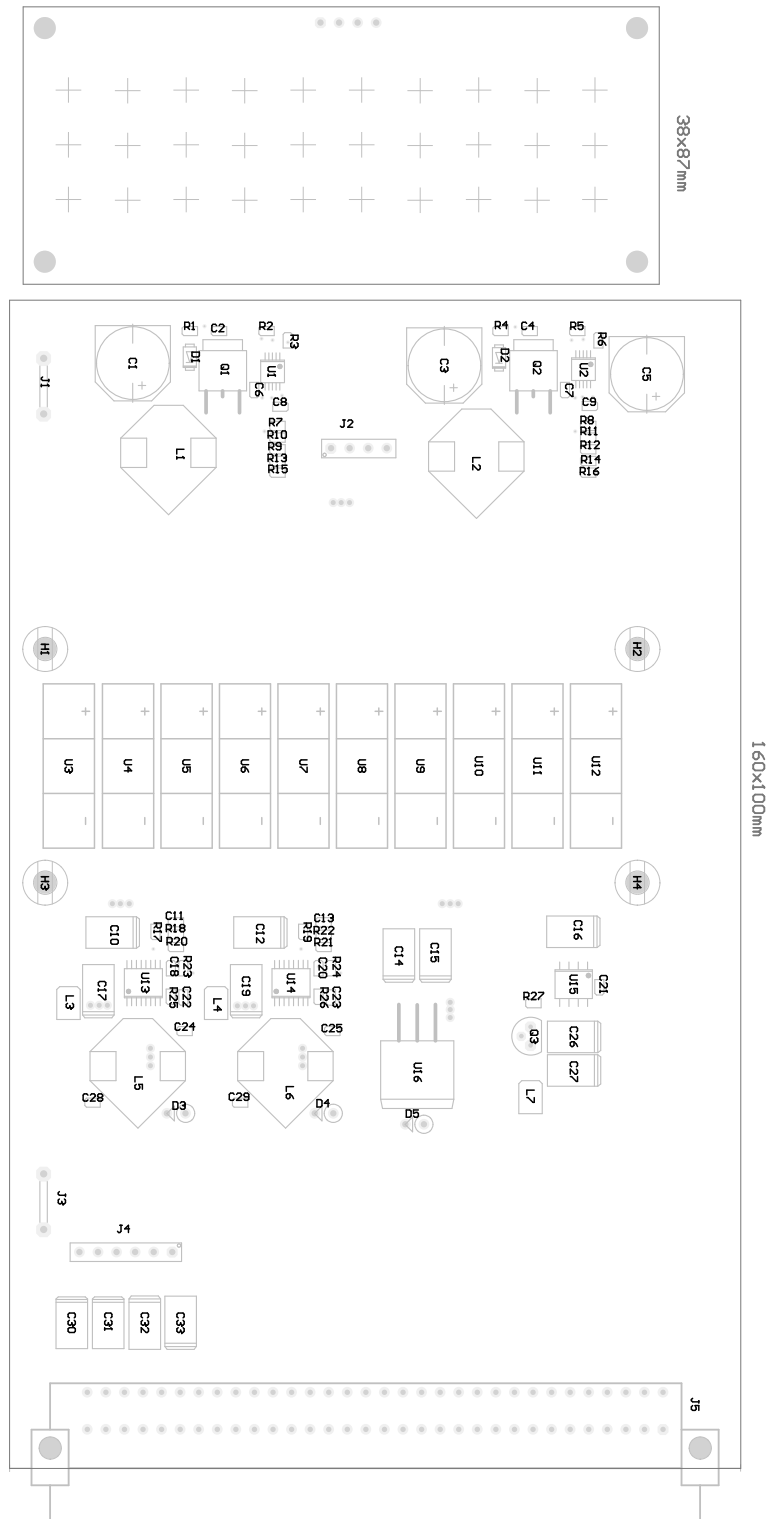 38x87mm
R1 C2 R2 R3
R4 C4 R5 R6
C1 D1 Q1 U1
C3 D2 Q2 U2 C5
J1
C6 C7
C8 C9
R7 R8
R10 R11
R9 R12
R13 R14
R15 R16
J2
L1 L2
H1 H2
U3 U4 U5 U6 U7 U8 U9 U10 U11 U12
160x100mm
H3 H4
C11 C13
C10 R17 R18 C12 R19 R22 C16
R20 R21
C14 C15
C18 R23 C20 R24
C17 U13 C19 U14 U15 C21
L3 R25 C22 L4 R26 C23 R27
C24 C25 Q3 C26
L5 L6 U16 C27
C28 C29 L7
D3 D4 D5
J3
J4
C30 C31 C32 C33
J5